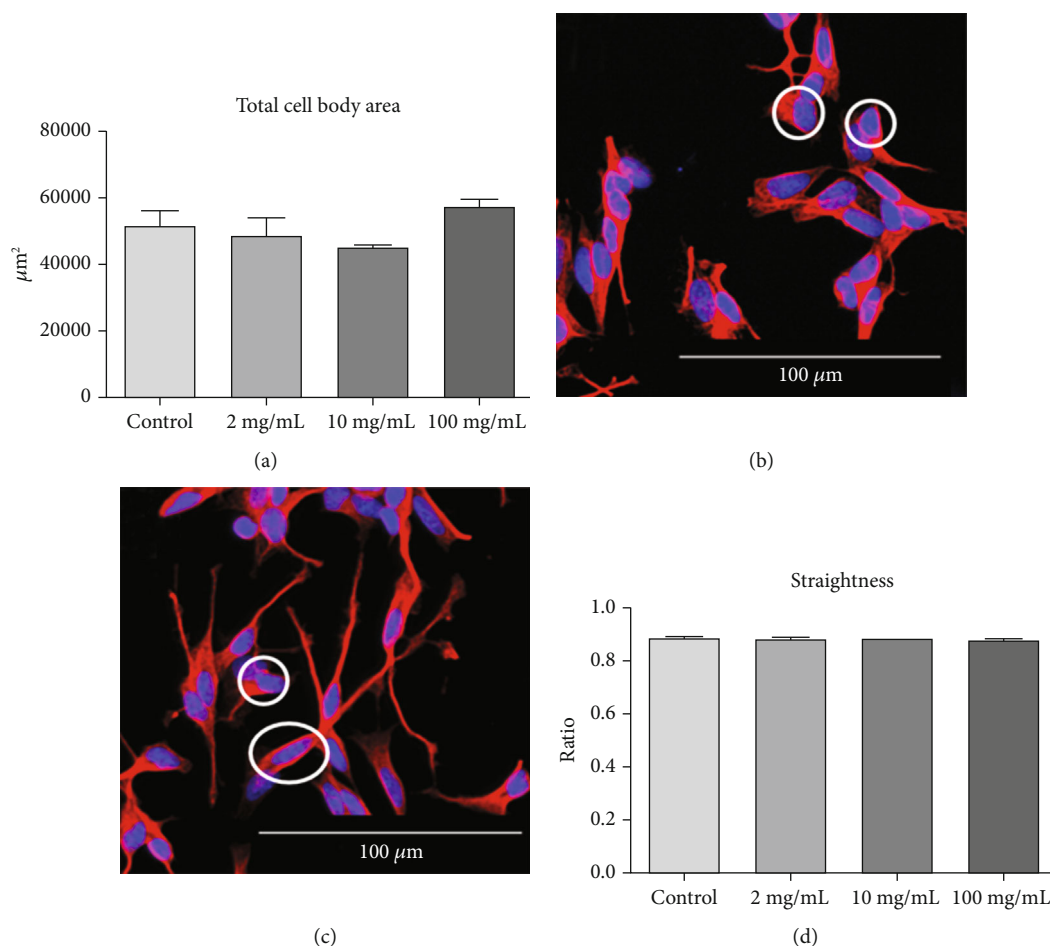 Total cell body area
80000
60000
40000
20000
0
μm²
Control 2 mg/mL 10 mg/mL 100 mg/mL
(a)
100 μm
(b)
100 μm
(c)
Straightness
1.0
0.8
0.6
0.4
0.2
0.0
Ratio
Control 2 mg/mL 10 mg/mL 100 mg/mL
(d)